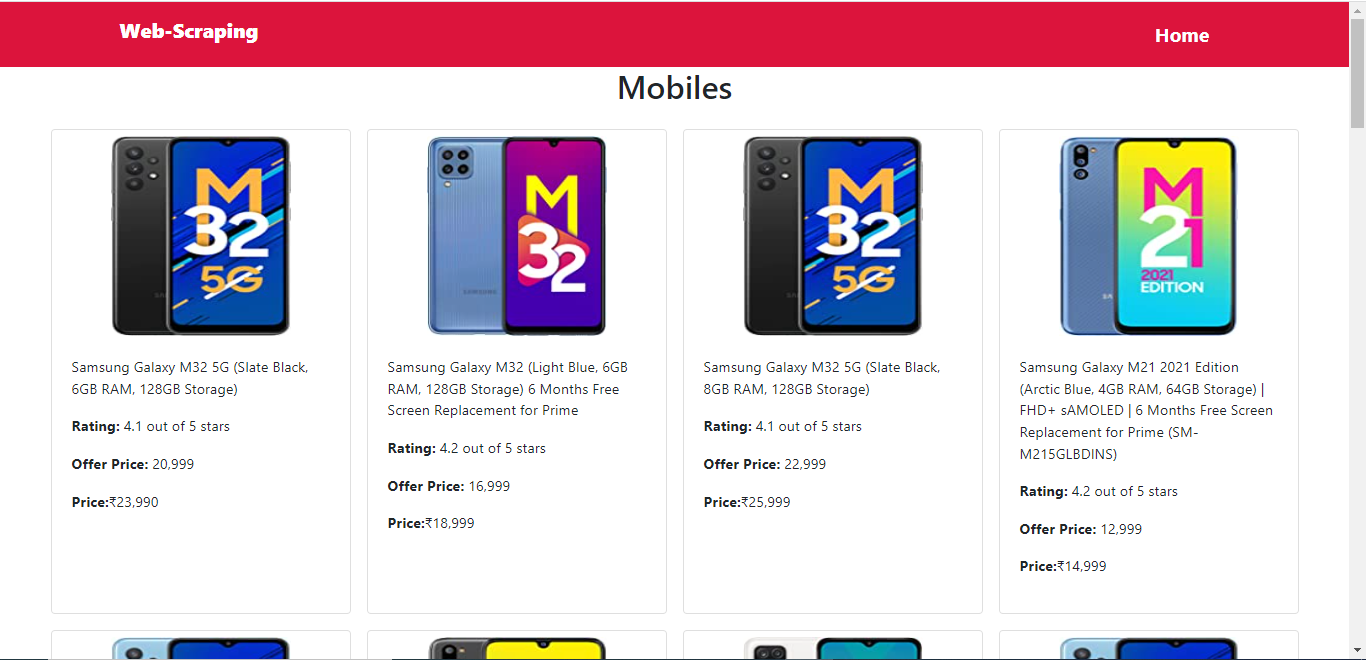 Web-Scraping
Home
Mobiles
M
32
5G
Samsung Galaxy M32 5G (Slate Black,
6GB RAM, 128GB Storage)
Rating: 4.1 out of 5 stars
Offer Price: 20,999
Price:₹23,990
SAMSUNG
M
32
Samsung Galaxy M32 (Light Blue, 6GB
RAM, 128GB Storage) 6 Months Free
Screen Replacement for Prime
Rating: 4.2 out of 5 stars
Offer Price: 16,999
Price:₹18,999
M
32
5G
Samsung Galaxy M32 5G (Slate Black,
8GB RAM, 128GB Storage)
Rating: 4.1 out of 5 stars
Offer Price: 22,999
Price:₹25,999
M
21
2021
EDITION
Samsung Galaxy M21 2021 Edition
(Arctic Blue, 4GB RAM, 64GB Storage) |
FHD+ sAMOLED | 6 Months Free Screen
Replacement for Prime (SM-
M215GLBDINS)
Rating: 4.2 out of 5 stars
Offer Price: 12,999
Price:₹14,999